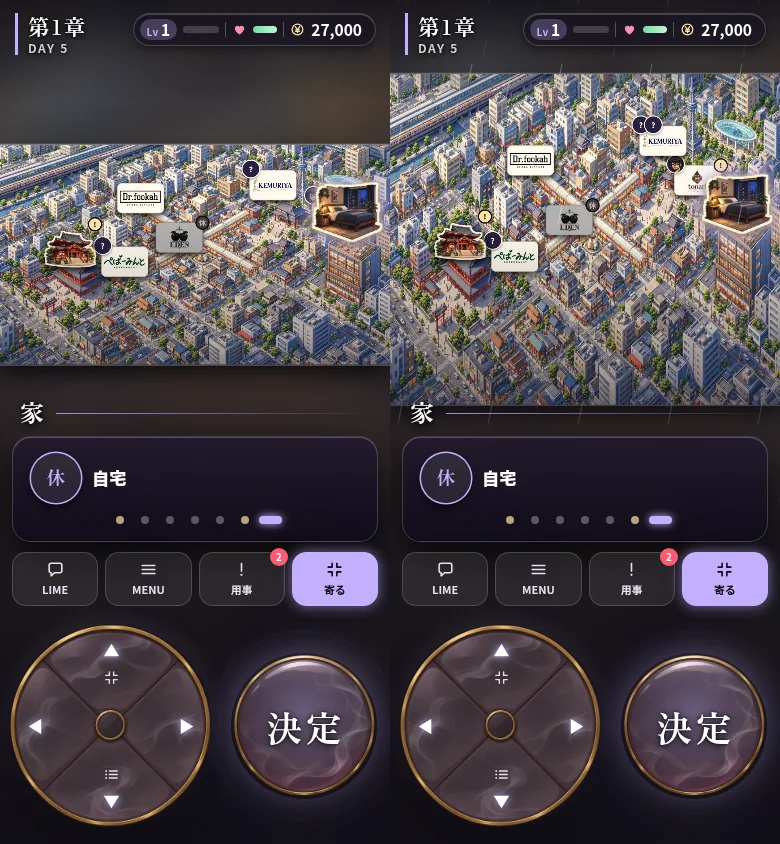 第1章
DAY 5
Lv 1
27,000
Dr.fookah
KEMURIYA
EDEN
休
ぺぱーみんと
家
休
自宅
LIME
MENU
用事
2
寄る
決定
第1章
DAY 5
Lv 1
27,000
Dr.fookah
KEMURIYA
EDEN
ぺぱーみんと
家
休
自宅
LIME
MENU
用事
2
寄る
決定